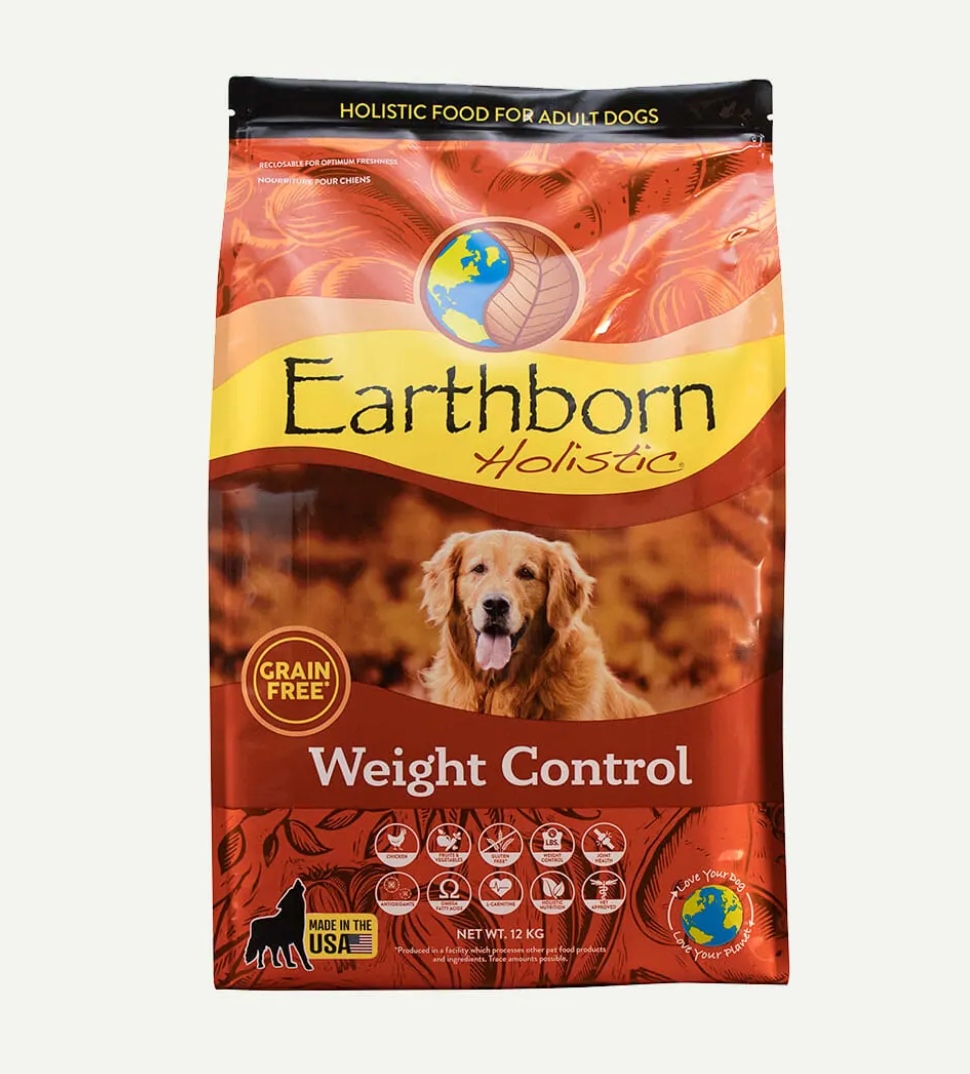 HOLISTIC FOOD FOR ADULT DOGS
RECLOSABLE FOR OPTIMUM FRESHNESS
NOURRITURE POUR CHIENS
Earthborn
Holistic®
GRAIN
FREE*
Weight Control
CHICKEN
FRUITS &
VEGETABLES
GLUTEN
FREE*
LBS.
WEIGHT
CONTROL
JOINT
HEALTH
ANTIOXIDANTS
OMEGA
FATTY ACIDS
L-CARNITINE
HOLISTIC
NUTRITION
VET
APPROVED
MADE IN THE
USA
NET WT. 12 KG
*Produced in a facility which processes other pet food products
and ingredients. Trace amounts possible.
Love Your Dog
Love Your Planet